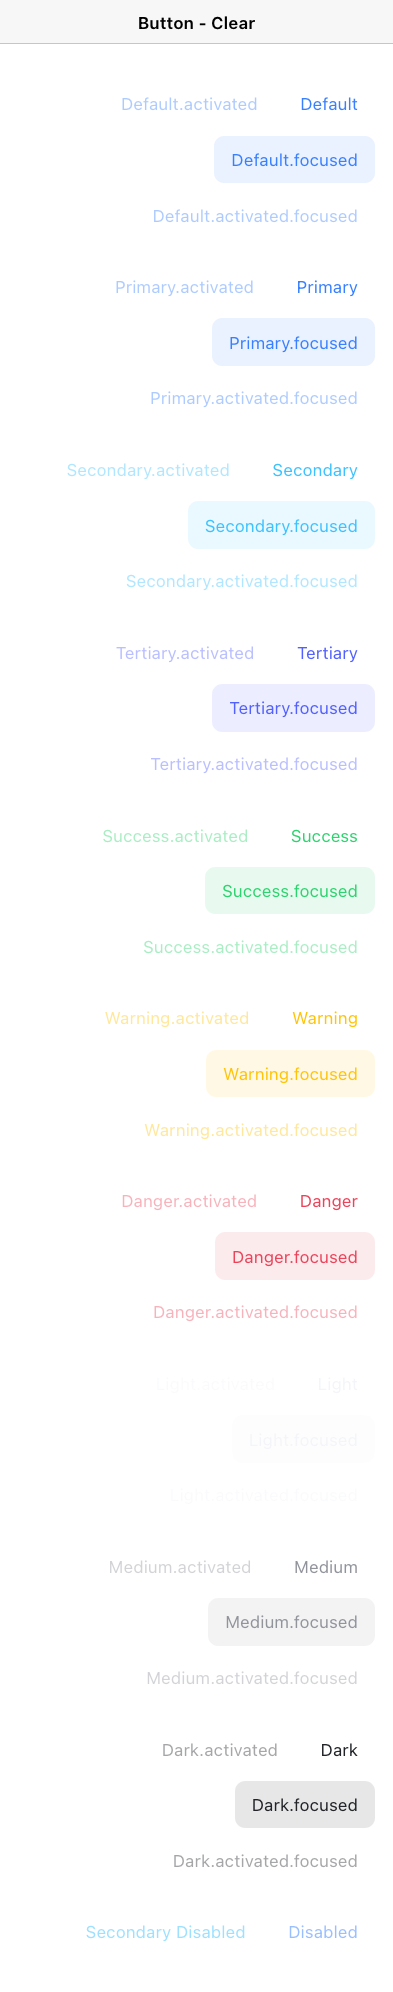 Button - Clear
Default.activated Default
Default.focused
Default.activated.focused
Primary.activated Primary
Primary.focused
Primary.activated.focused
Secondary.activated Secondary
Secondary.focused
Secondary.activated.focused
Tertiary.activated Tertiary
Tertiary.focused
Tertiary.activated.focused
Success.activated Success
Success.focused
Success.activated.focused
Warning.activated Warning
Warning.focused
Warning.activated.focused
Danger.activated Danger
Danger.focused
Danger.activated.focused
Light.activated Light
Light.focused
Light.activated.focused
Medium.activated Medium
Medium.focused
Medium.activated.focused
Dark.activated Dark
Dark.focused
Dark.activated.focused
Secondary Disabled Disabled